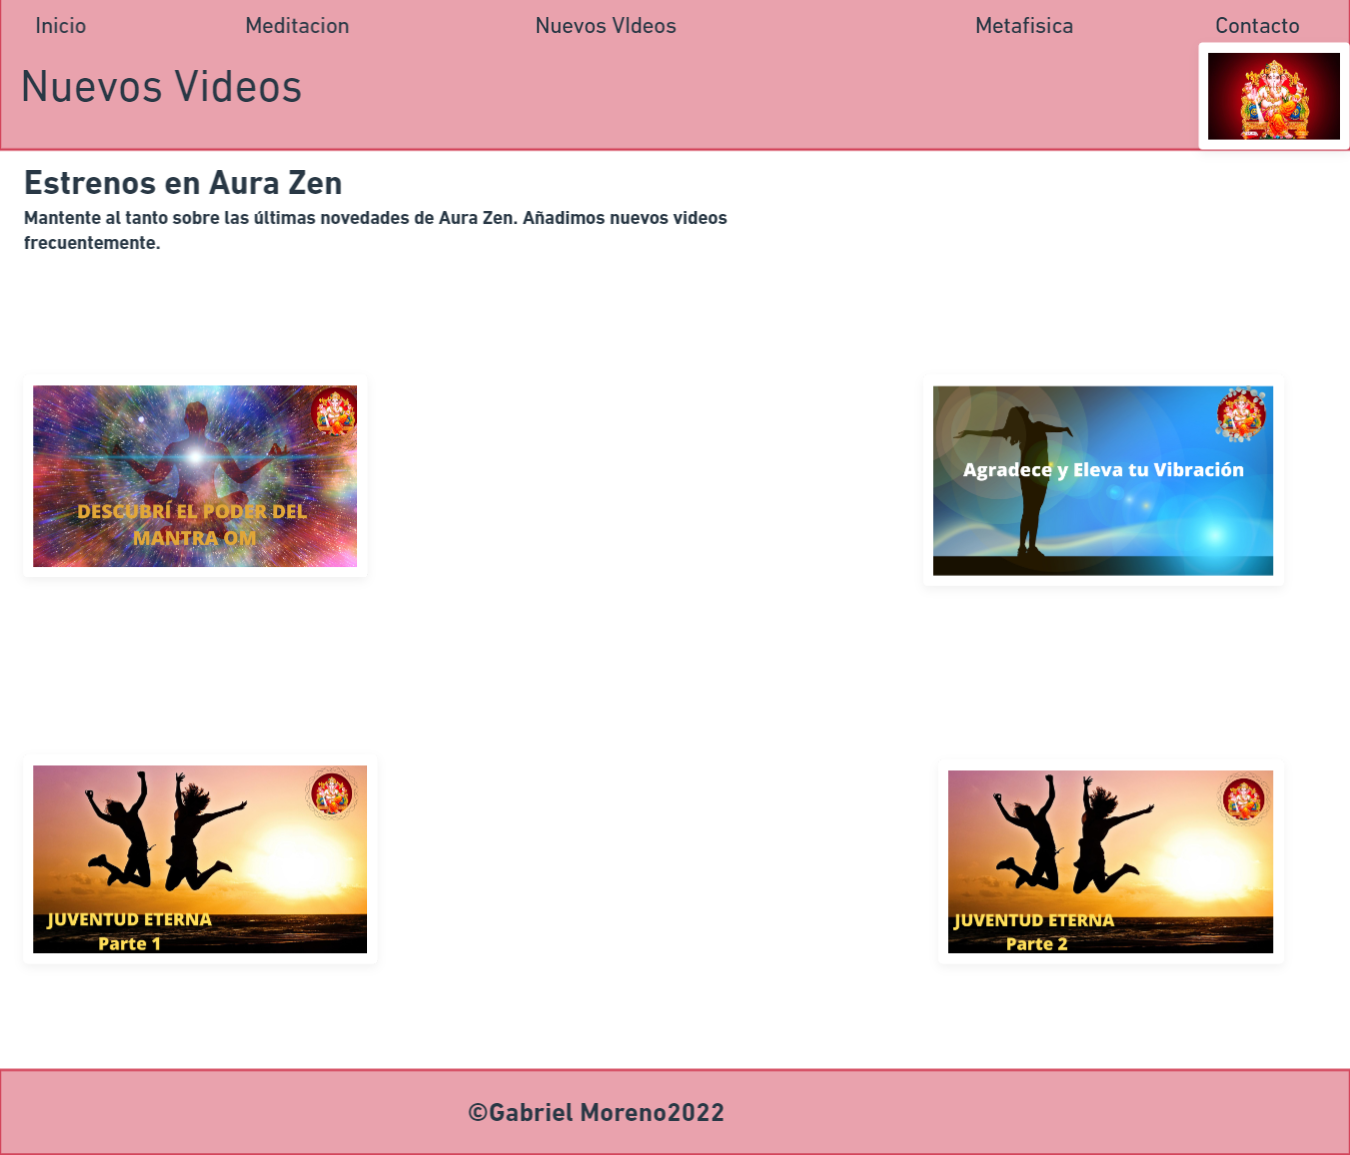 Inicio
Meditacion
Nuevos VIdeos
Metafisica
Contacto
Nuevos Videos
Estrenos en Aura Zen
Mantente al tanto sobre las últimas novedades de Aura Zen. Añadimos nuevos videos
frecuentemente.
DESCUBRÍ EL PODER DEL
MANTRA OM
Agradece y Eleva tu Vibración
JUVENTUD ETERNA
Parte 1
JUVENTUD ETERNA
Parte 2
©Gabriel Moreno2022